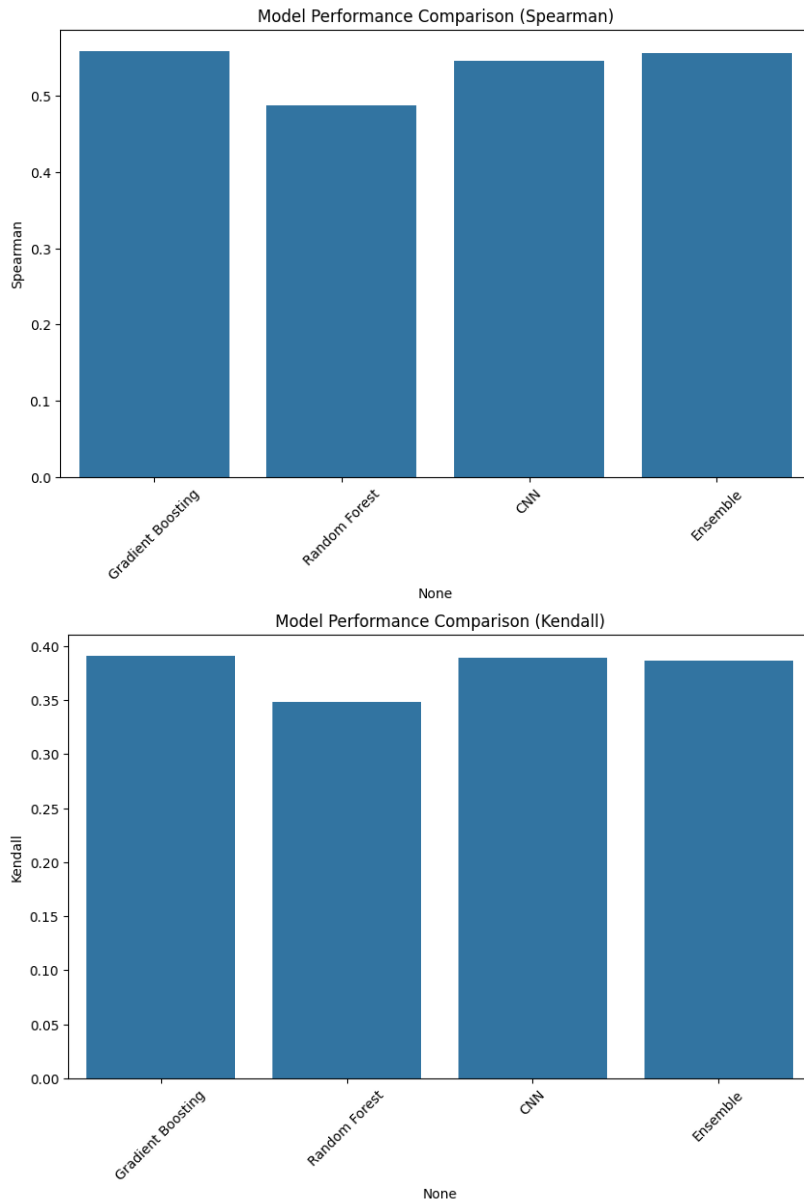 Model Performance Comparison (Spearman)
Spearman
0.5
0.4
0.3
0.2
0.1
0.0
Gradient Boosting
Random Forest
CNN
Ensemble
None
Model Performance Comparison (Kendall)
Kendall
0.40
0.35
0.30
0.25
0.20
0.15
0.10
0.05
0.00
Gradient Boosting
Random Forest
CNN
Ensemble
None